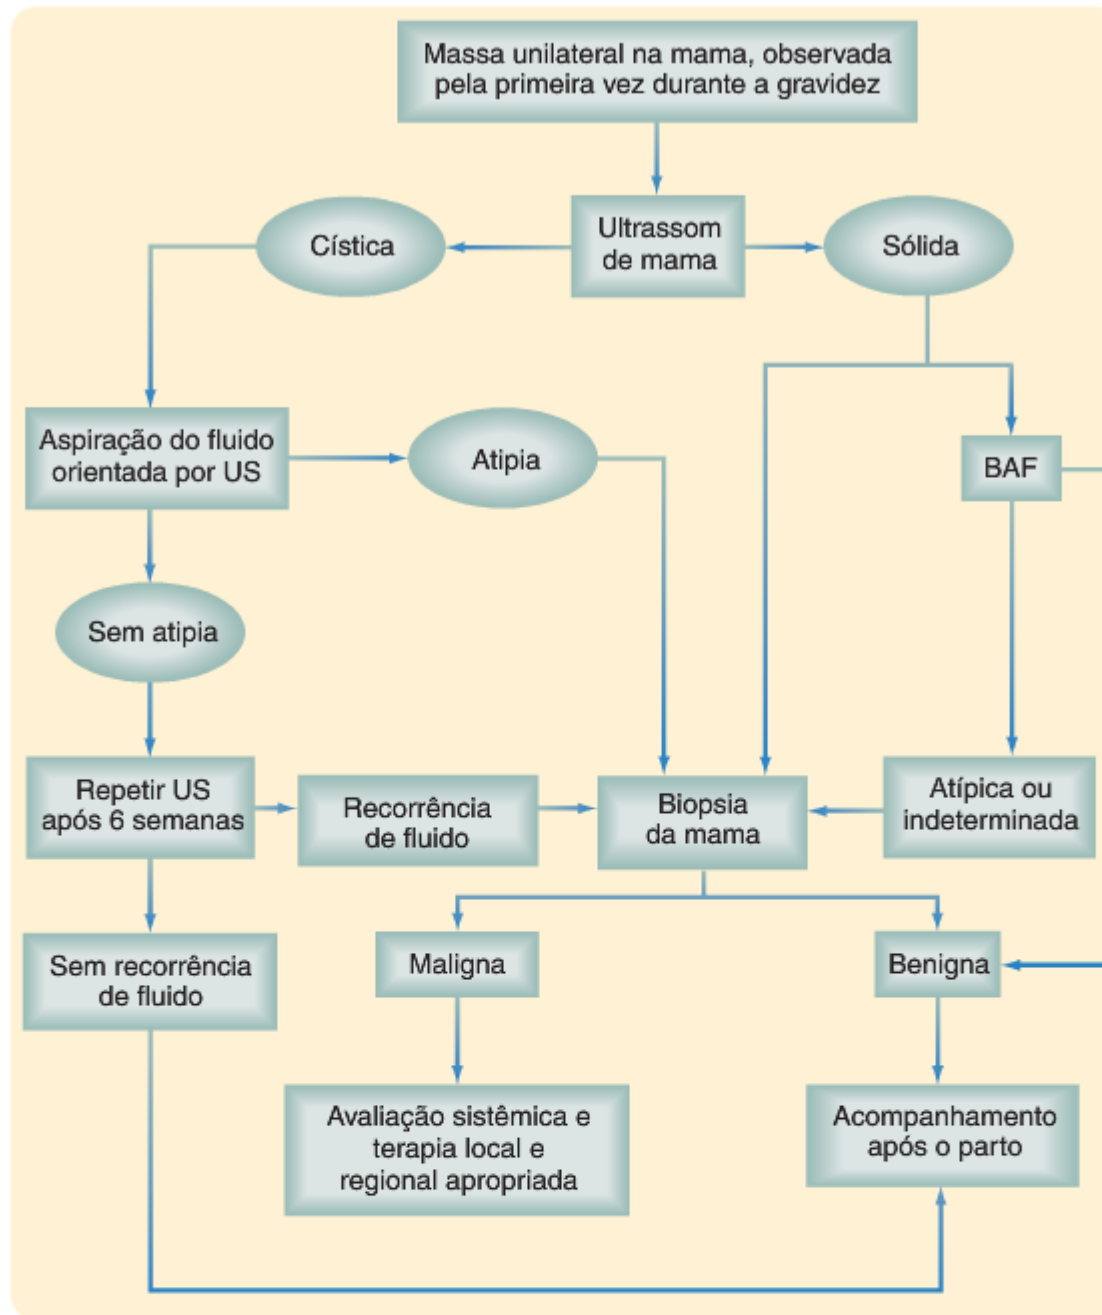 Massa unilateral na mama, observada
pela primeira vez durante a gravidez
Cística
Ultrassom
de mama
Sólida
Aspiração do fluido
orientada por US
Atipia
BAF
Sem atipia
Repetir US
após 6 semanas
Recorrência
de fluido
Biopsia
da mama
Atípica ou
indeterminada
Sem recorrência
de fluido
Maligna
Benigna
Avaliação sistêmica e
terapia local e
regional apropriada
Acompanhamento
após o parto